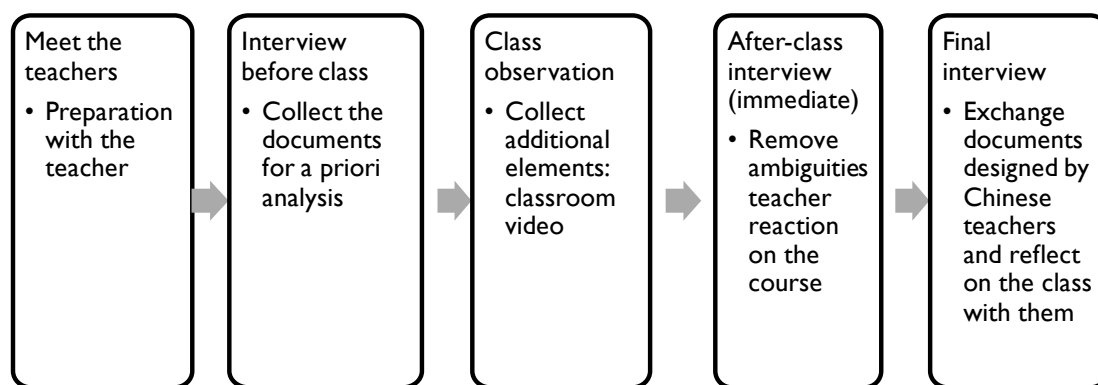 Meet the
teachers
• Preparation
with the
teacher
Interview
before class
• Collect the
documents
for a priori
analysis
Class
observation
• Collect
additional
elements:
classroom
video
After-class
interview
(immediate)
• Remove
ambiguities
teacher
reaction
on the
course
Final
interview
• Exchange
documents
designed by
Chinese
teachers
and reflect
on the class
with them